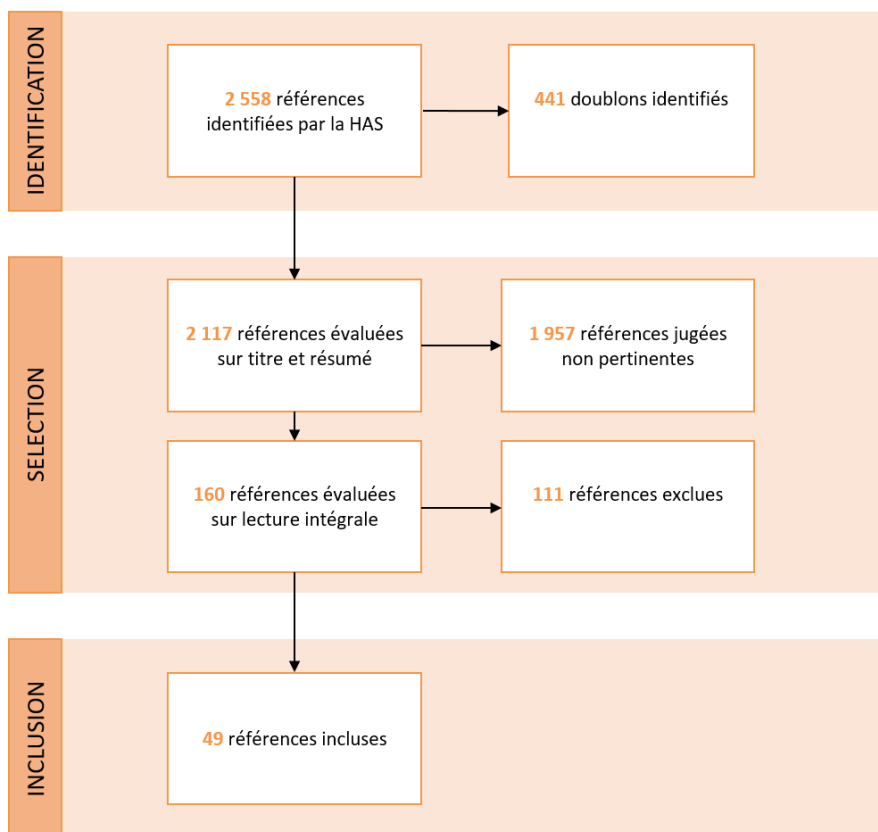 IDENTIFICATION
2 558 références
identifiées par la HAS
441 doublons identifiés
SELECTION
2 117 références évaluées
sur titre et résumé
1 957 références jugées
non pertinentes
160 références évaluées
sur lecture intégrale
111 références exclues
INCLUSION
49 références incluses